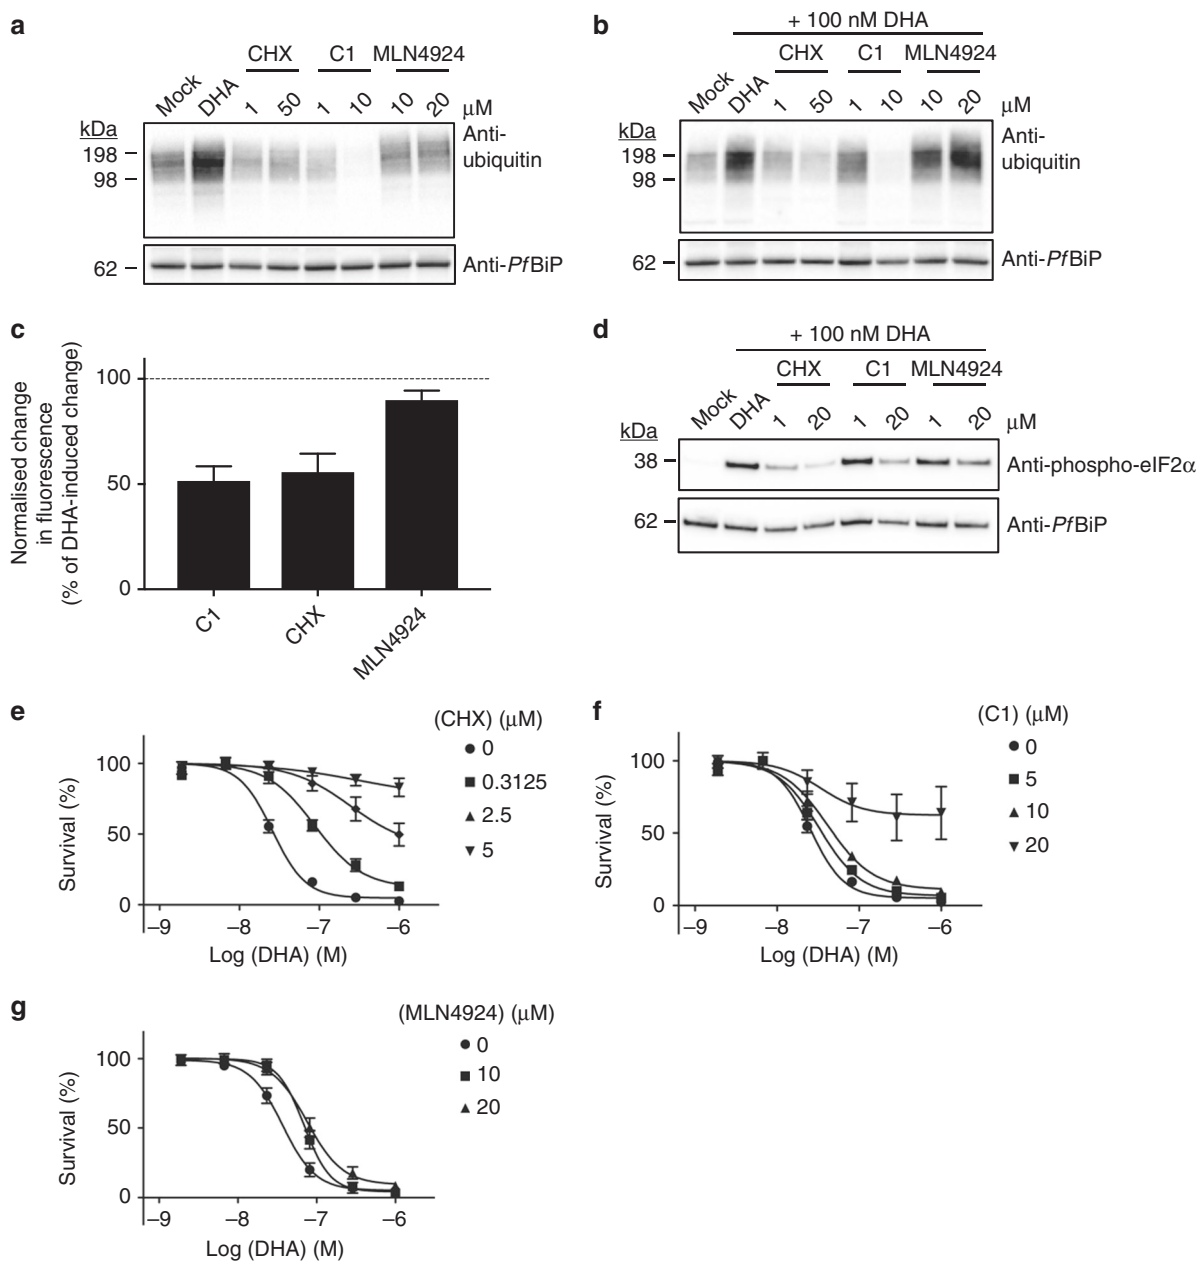 a
CHX C1 MLN4924
Mock DHA 1 50 1 10 10 20 μM
kDa
198
98
Anti-
ubiquitin
62
Anti-PfBiP
b
+ 100 nM DHA
CHX C1 MLN4924
Mock DHA 1 50 1 10 10 20 μM
kDa
198
98
Anti-
ubiquitin
62
Anti-PfBiP
c
Normalised change
in fluorescence
(% of DHA-induced change)
100
50
0
C1 CHX MLN4924
d
+ 100 nM DHA
CHX C1 MLN4924
Mock DHA 1 20 1 20 1 20 μM
kDa
38
Anti-phospho-eIF2α
62
Anti-PfBiP
e
(CHX) (μM)
0
0.3125
2.5
5
Survival (%)
100
50
0
–9 –8 –7 –6
Log (DHA) (M)
f
(C1) (μM)
0
5
10
20
Survival (%)
100
50
0
–9 –8 –7 –6
Log (DHA) (M)
g
(MLN4924) (μM)
0
10
20
Survival (%)
100
50
0
–9 –8 –7 –6
Log (DHA) (M)